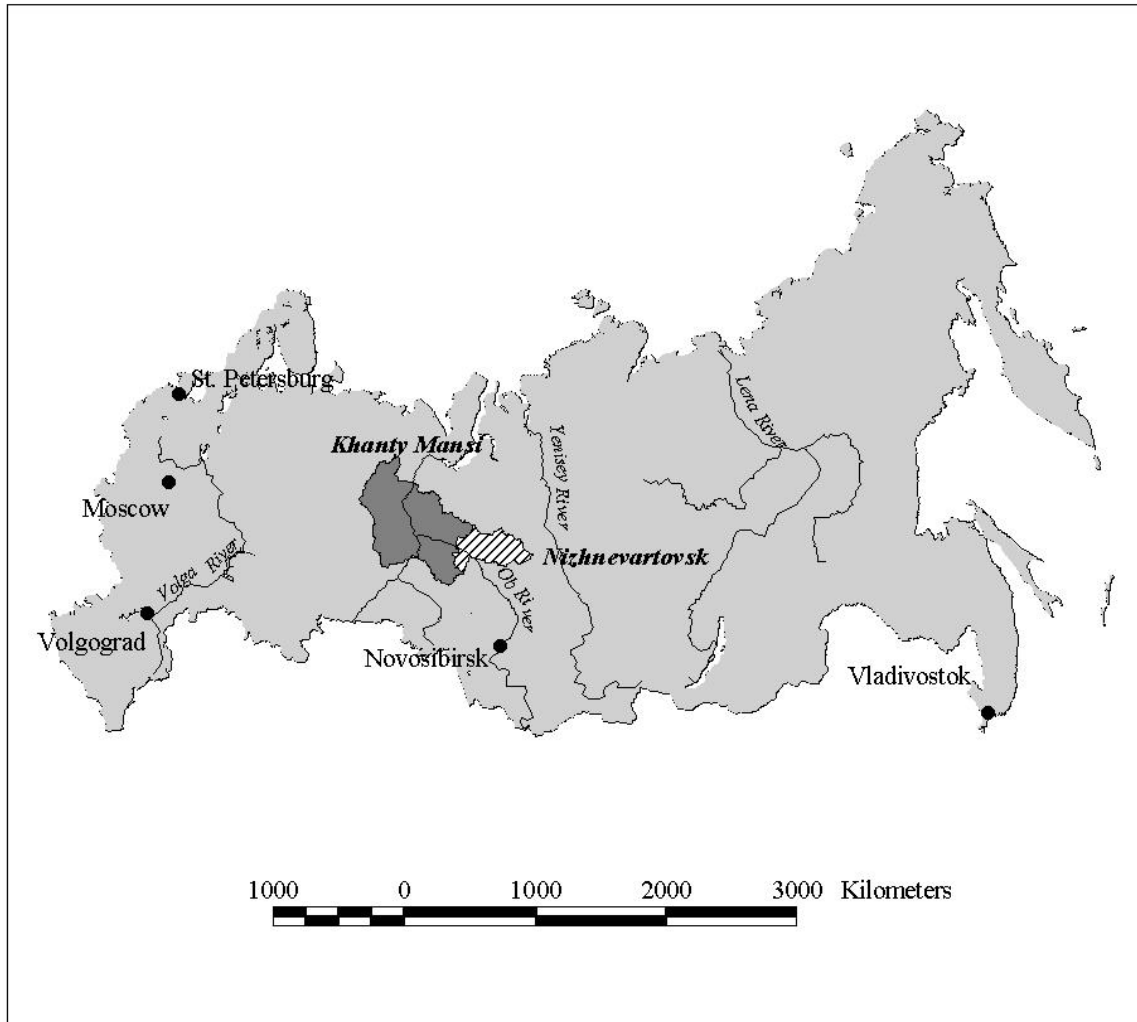 St. Petersburg
Lena River
Yenisey River
Khanty Mansi
Moscow
Nizhnevartovsk
Volga River
Ob River
Volgograd
Novosibirsk
Vladivostok
1000 0 1000 2000 3000 Kilometers